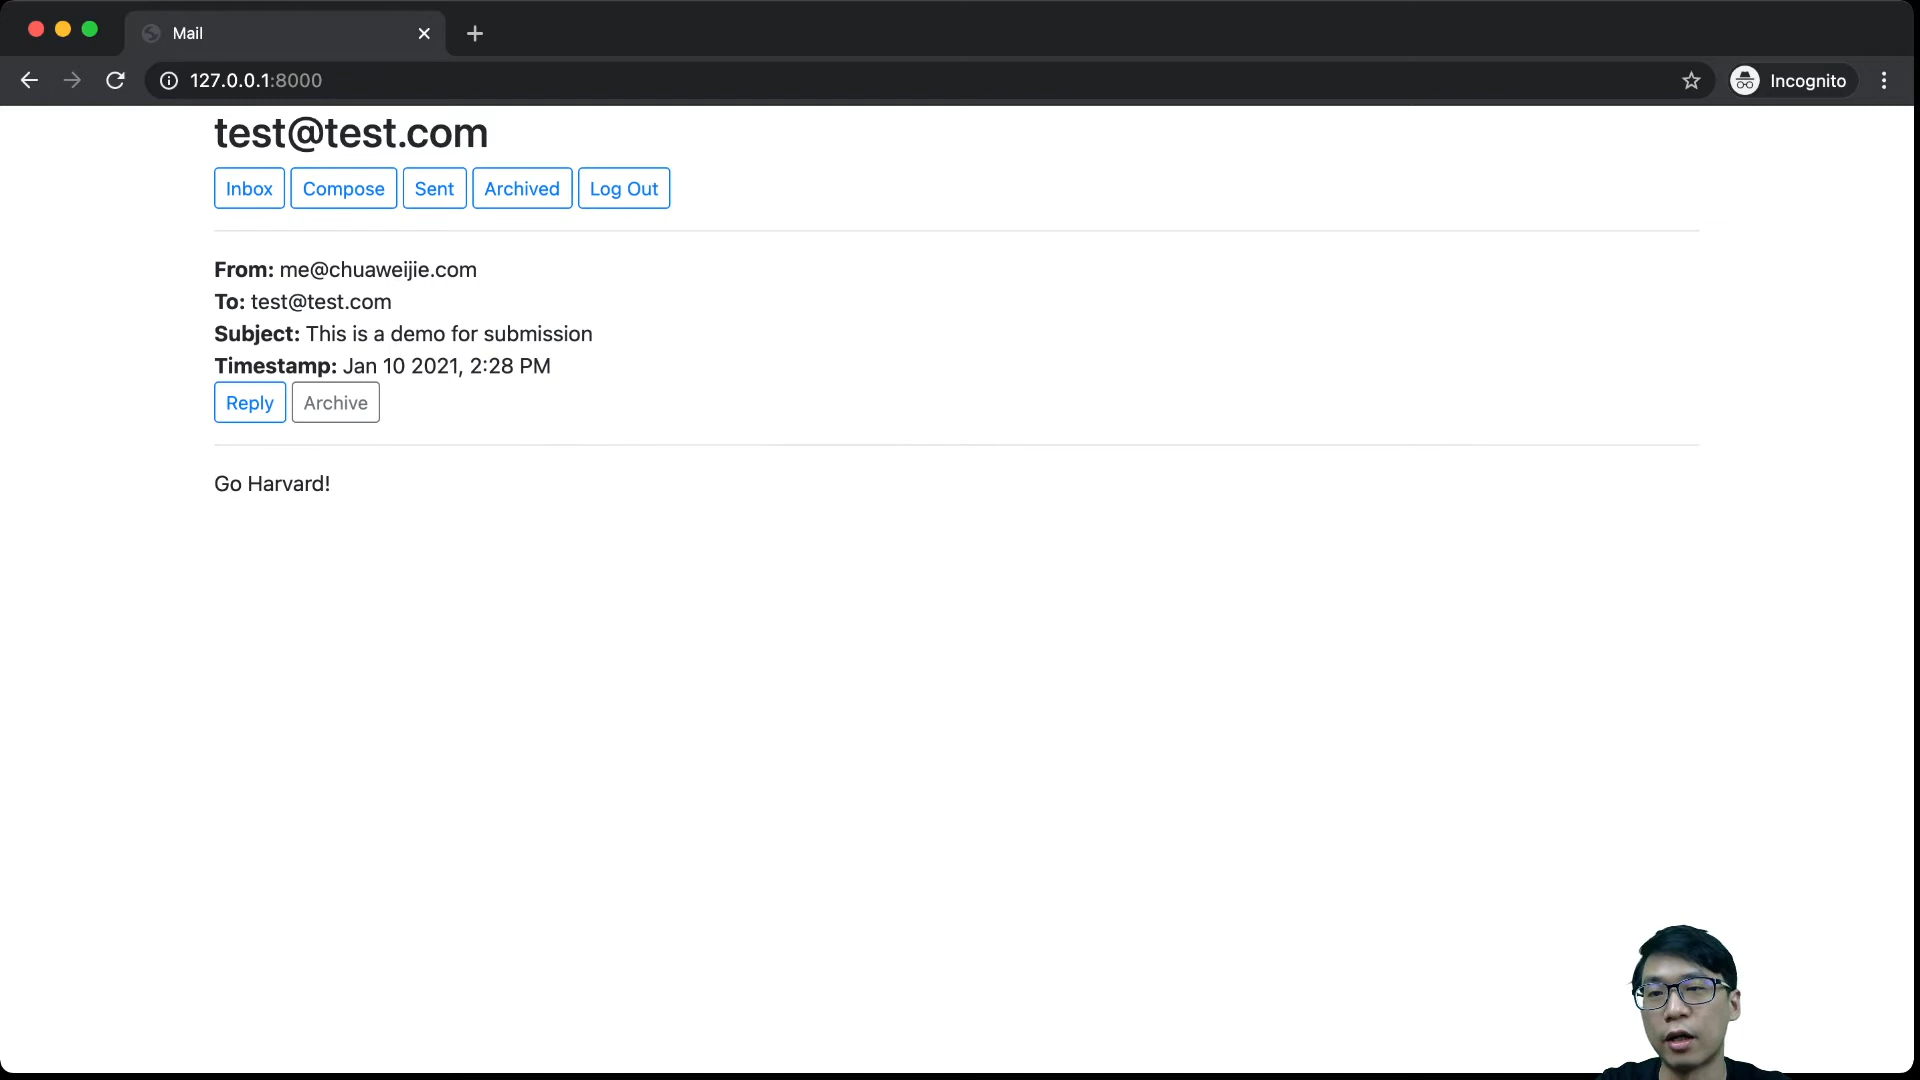 Mail
127.0.0.1:8000
Incognito
test@test.com
Inbox Compose Sent Archived Log Out
From: me@chuaweijie.com
To: test@test.com
Subject: This is a demo for submission
Timestamp: Jan 10 2021, 2:28 PM
Reply Archive
Go Harvard!